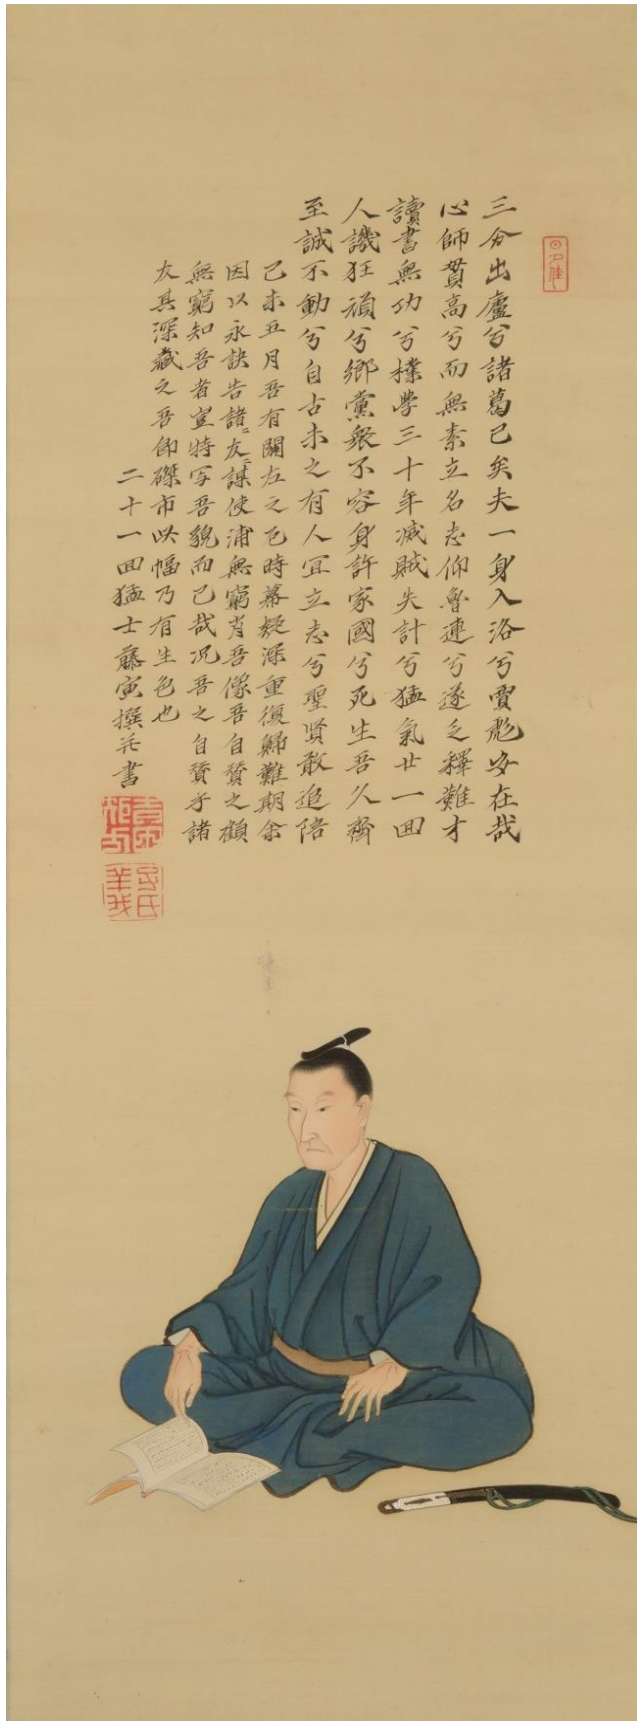 三分出廬兮諸葛已矣夫一身入洛兮賈彪安在哉
心師貫高兮而無素立名志仰魯連兮遂乏釋難才
讀書無功兮樸學三十年滅賊失計兮猛氣廿一回
人譏狂頑兮鄉黨衆不容身許家國兮死生吾久齊
至誠不動兮自古未之有人宜立志兮聖賢敢追陪
己未五月吾有關左之厄時幕疑深重復歸難期余
因以永訣告諸〻友〻謀使浦無窮肖吾像吾自贊之顧
無窮知吾者豈特写吾貌而已哉況吾之自贊乎諸
友其深藏之吾即磔市此幅乃有生色也
二十一回猛士藤寅撰并書